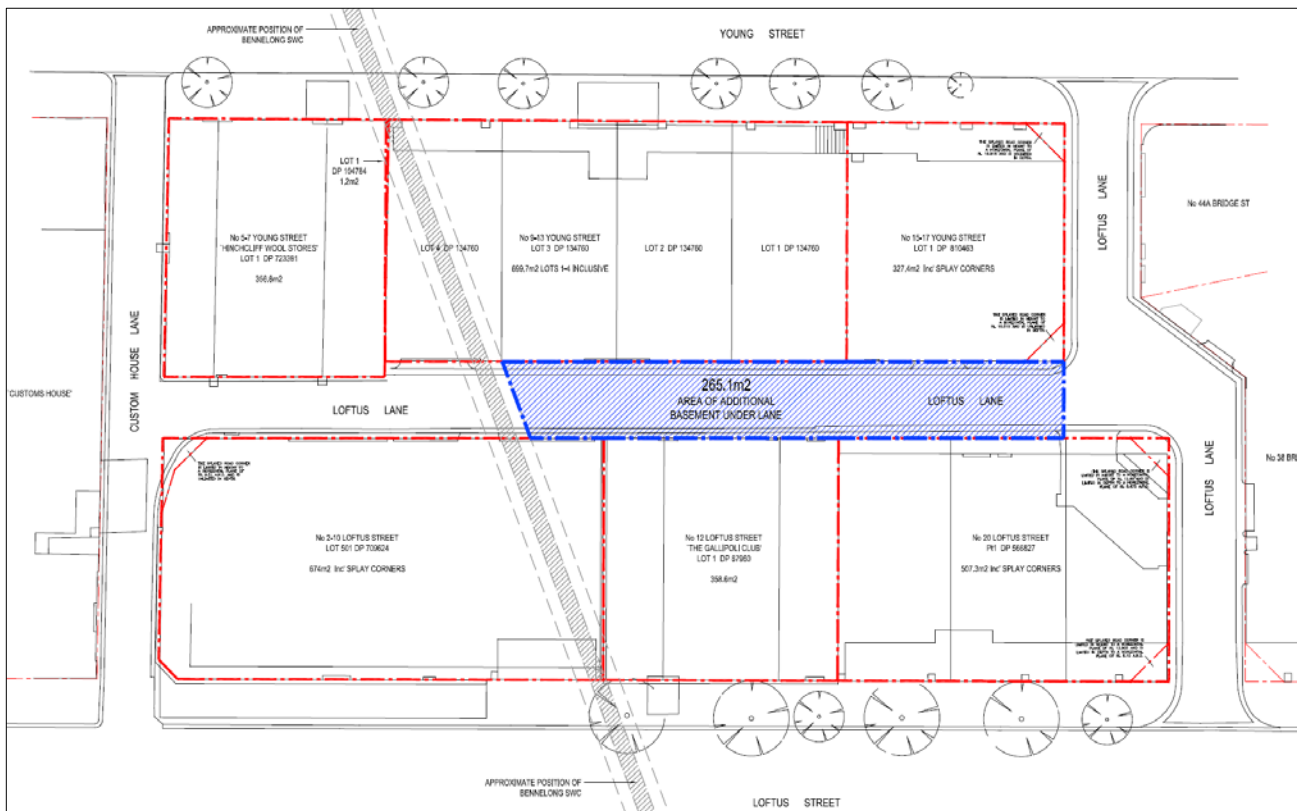 APPROXIMATE POSITION OF
BENNELONG SWC
YOUNG STREET
LOT 1
DP 104784
1.2m2
No 5-7 YOUNG STREET
'HINCHCLIFF WOOL STORES'
LOT 1 DP 723381
356.8m2
LOT 4 DP 134760
No 9-13 YOUNG STREET
LOT 3 DP 134760
699.7m2 LOTS 1-4 INCLUSIVE
LOT 2 DP 134760
LOT 1 DP 134760
No 15-17 YOUNG STREET
LOT 1 DP 810463
327.4m2 Inc' SPLAY CORNERS
LOFTUS LANE
No 44A BRIDGE ST
'CUSTOMS HOUSE'
CUSTOM HOUSE LANE
LOFTUS LANE
265.1m2
AREA OF ADDITIONAL
BASEMENT UNDER LANE
LOFTUS LANE
LOFTUS LANE
No 38 BRI
No 2-10 LOFTUS STREET
LOT 501 DP 709624
674m2 Inc' SPLAY CORNERS
No 12 LOFTUS STREET
'THE GALLIPOLI CLUB'
LOT 1 DP 87960
358.6m2
No 20 LOFTUS STREET
Pt1 DP 566827
507.3m2 Inc' SPLAY CORNERS
APPROXIMATE POSITION OF
BENNELONG SWC
LOFTUS STREET